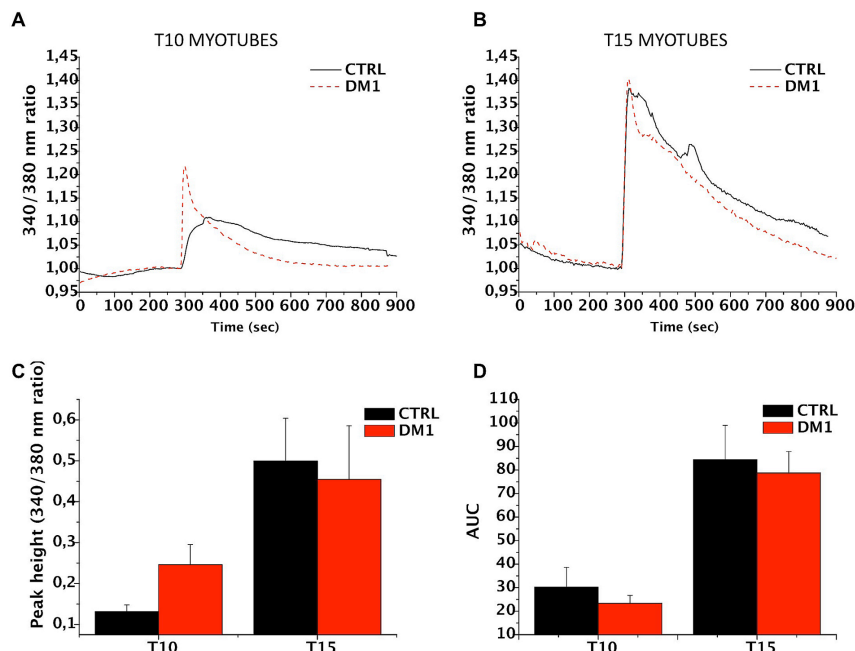 A
T10 MYOTUBES
1,45
1,40
1,35
1,30
1,25
1,20
1,15
1,10
1,05
1,00
0,95
340/380 nm ratio
CTRL
DM1
0 100 200 300 400 500 600 700 800 900
Time (sec)
B
T15 MYOTUBES
1,45
1,40
1,35
1,30
1,25
1,20
1,15
1,10
1,05
1,00
0,95
340/380 nm ratio
CTRL
DM1
0 100 200 300 400 500 600 700 800 900
Time (sec)
C
Peak height (340/380 nm ratio)
0,6
0,5
0,4
0,3
0,2
0,1
CTRL
DM1
T10 T15
D
AUC
110
100
90
80
70
60
50
40
30
20
10
CTRL
DM1
T10 T15